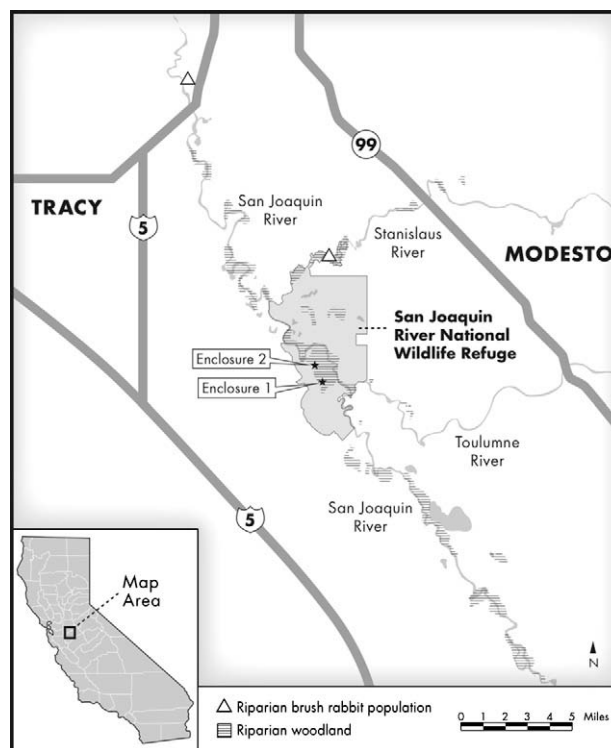 99
San Joaquin
River
TRACY
5
Stanislaus
River
MODESTO
San Joaquin
River National
Wildlife Refuge
Enclosure 2
Enclosure 1
Toulumne
River
San Joaquin
River
5
Map
Area
N
Riparian brush rabbit population
Riparian woodland
0 1 2 3 4 5 Miles